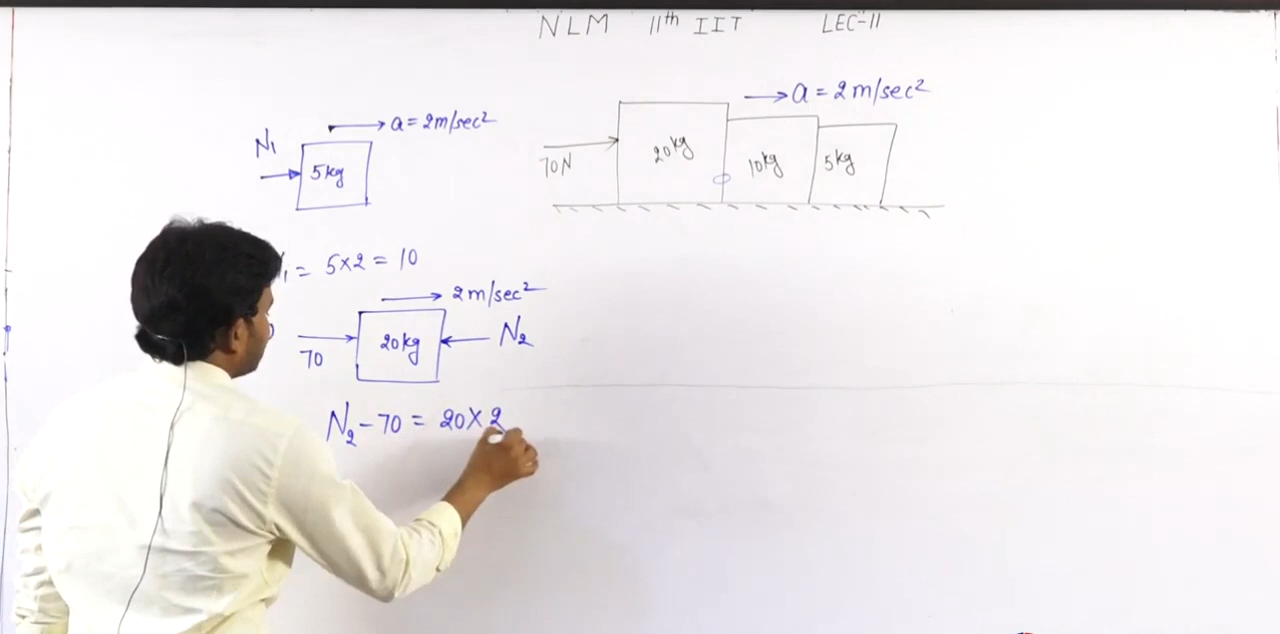 NLM 11th IIT LEC-11
a = 2m/sec²
70N
20kg
10kg
5kg
a = 2m/sec²
N₁
5kg
₁ = 5×2 = 10
2m/sec²
70
20kg
N₂
N₂ - 70 = 20×2